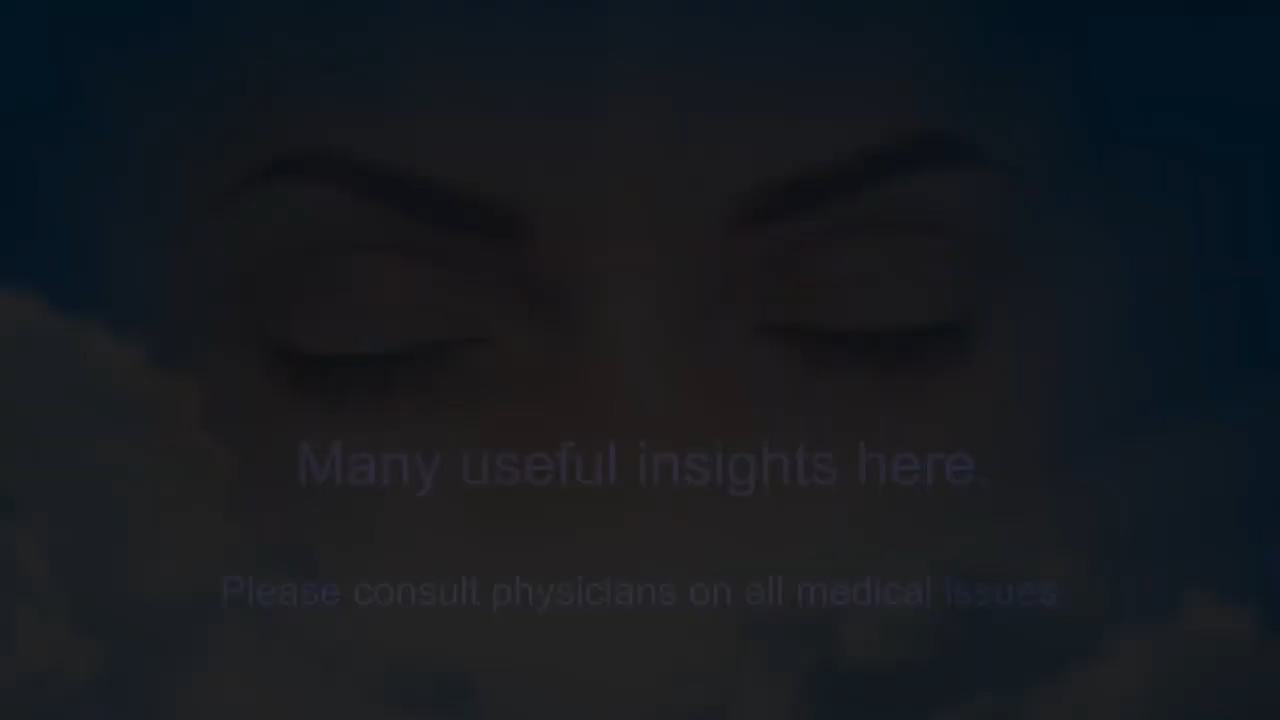 Many useful insights here.
Please consult physicians on all medical issues.